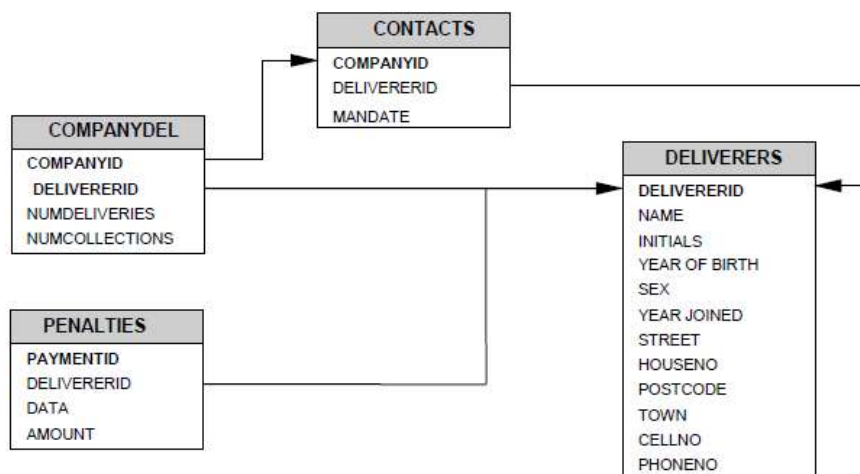 CONTACTS
COMPANYID
DELIVERERID
MANDATE
COMPANYDEL
COMPANYID
DELIVERERID
NUMDELIVERIES
NUMCOLLECTIONS
DELIVERERS
DELIVERERID
NAME
INITIALS
YEAR OF BIRTH
SEX
YEAR JOINED
STREET
HOUSENO
POSTCODE
TOWN
CELLNO
PHONENO
PENALTIES
PAYMENTID
DELIVERERID
DATA
AMOUNT